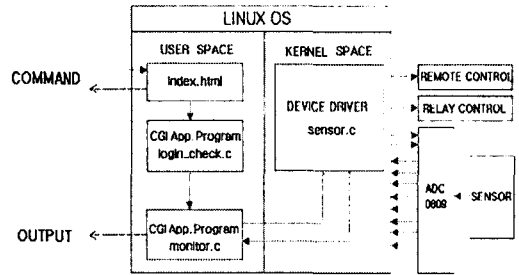 LINUX OS
USER SPACE
KERNEL SPACE
COMMAND
index.html
CGI App. Program
login_check.c
CGI App. Program
monitor.c
OUTPUT
DEVICE DRIVER
sensor.c
REMOTE CONTROL
RELAY CONTROL
ADC
0809
SENSOR